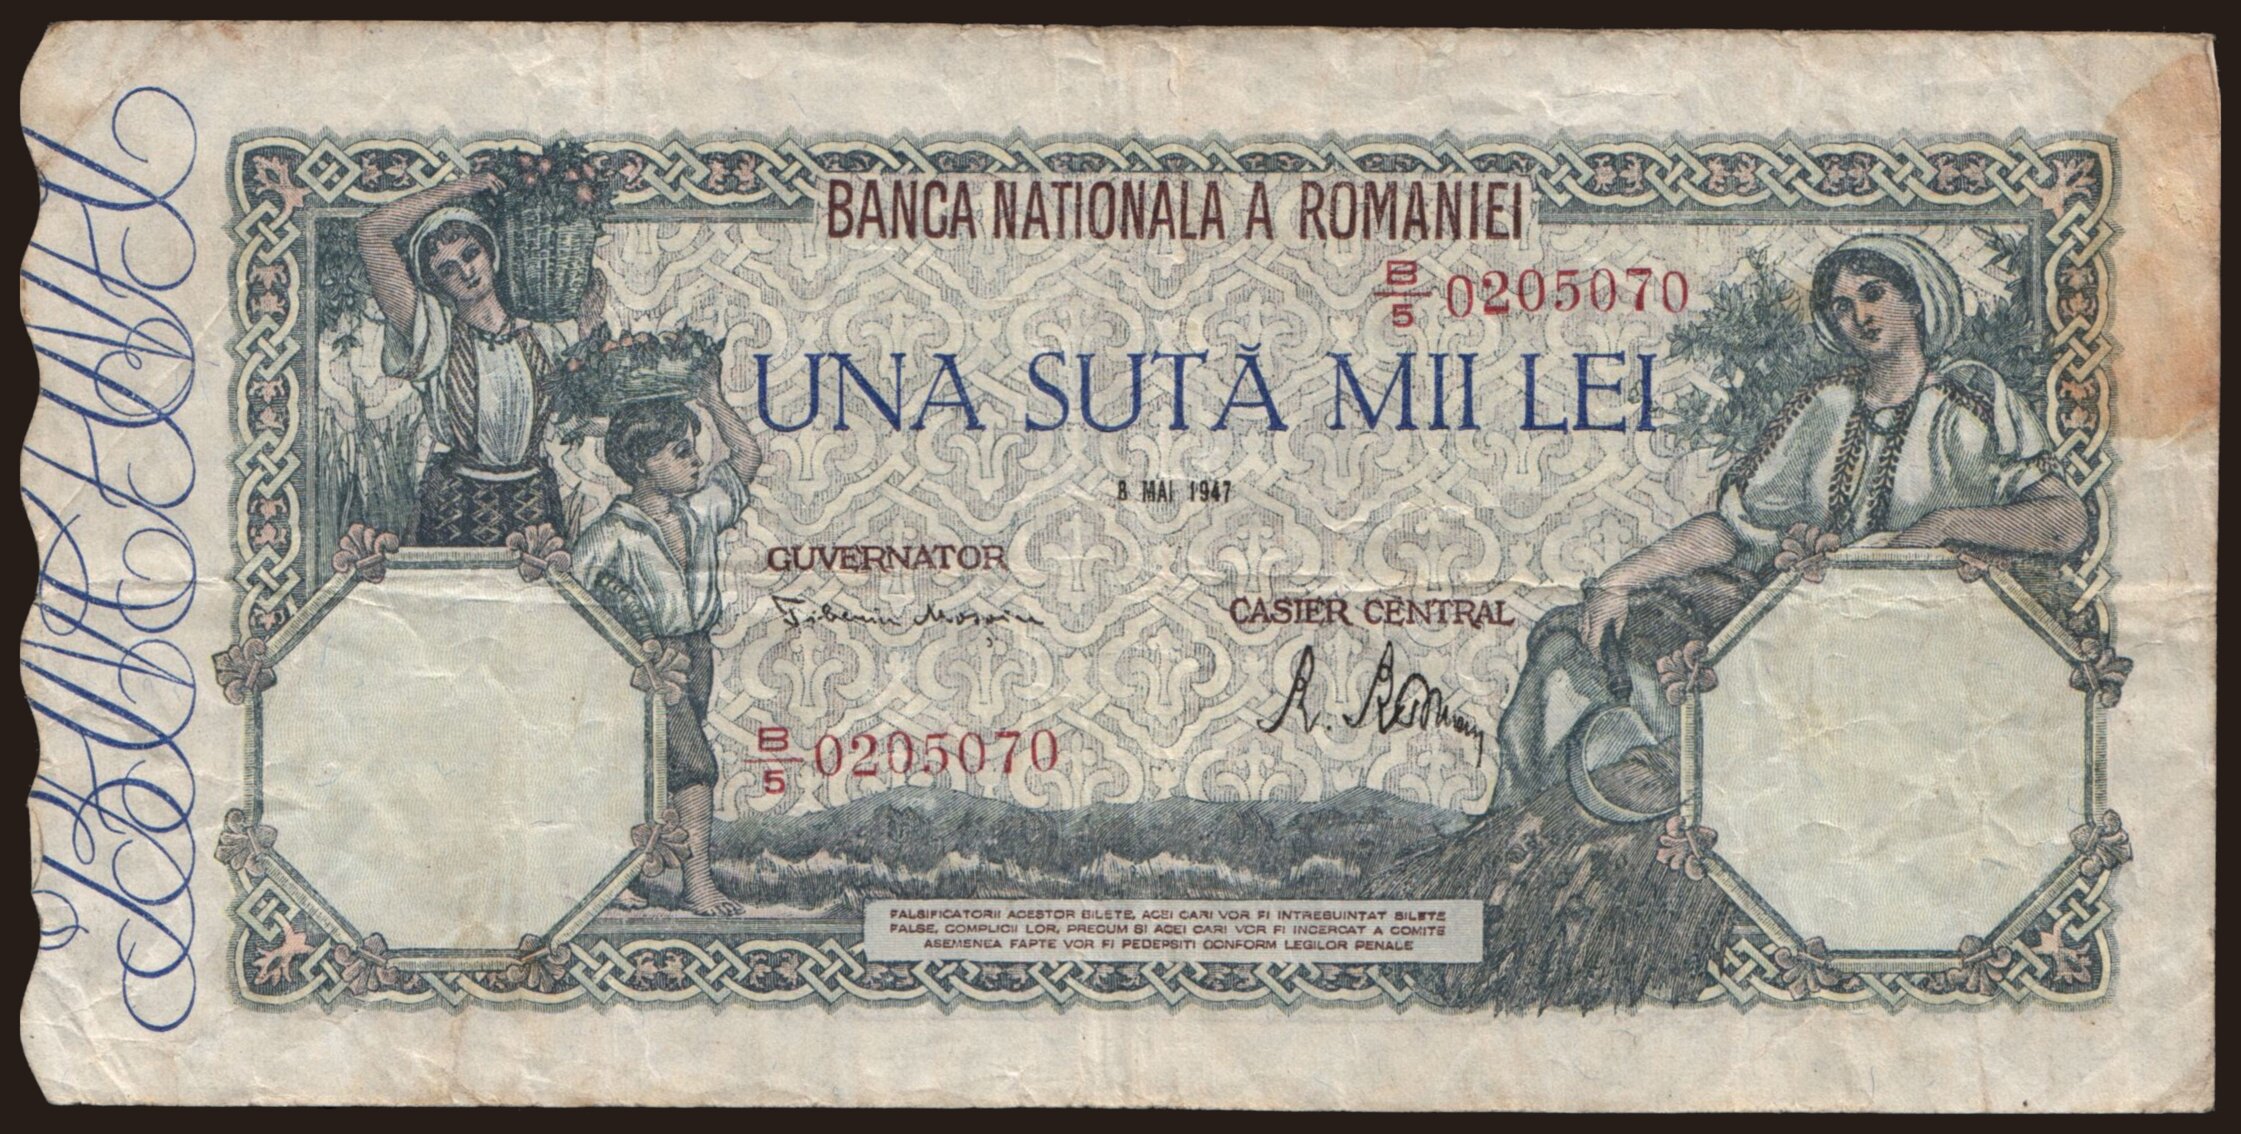 BANCA NATIONALA A ROMANIEI
B/5 0205070
UNA SUTĂ MII LEI
8 MAI 1947
GUVERNATOR
CASIER CENTRAL
B/5 0205070
FALSIFICATORII ACESTOR BILETE, ACEI CARI VOR FI INTREBUINTAT BILETE
FALSE, COMPLICII LOR, PRECUM SI ACEI CARI VOR FI INCERCAT A COMITE
ASEMENEA FAPTE VOR FI PEDEPSITI CONFORM LEGILOR PENALE